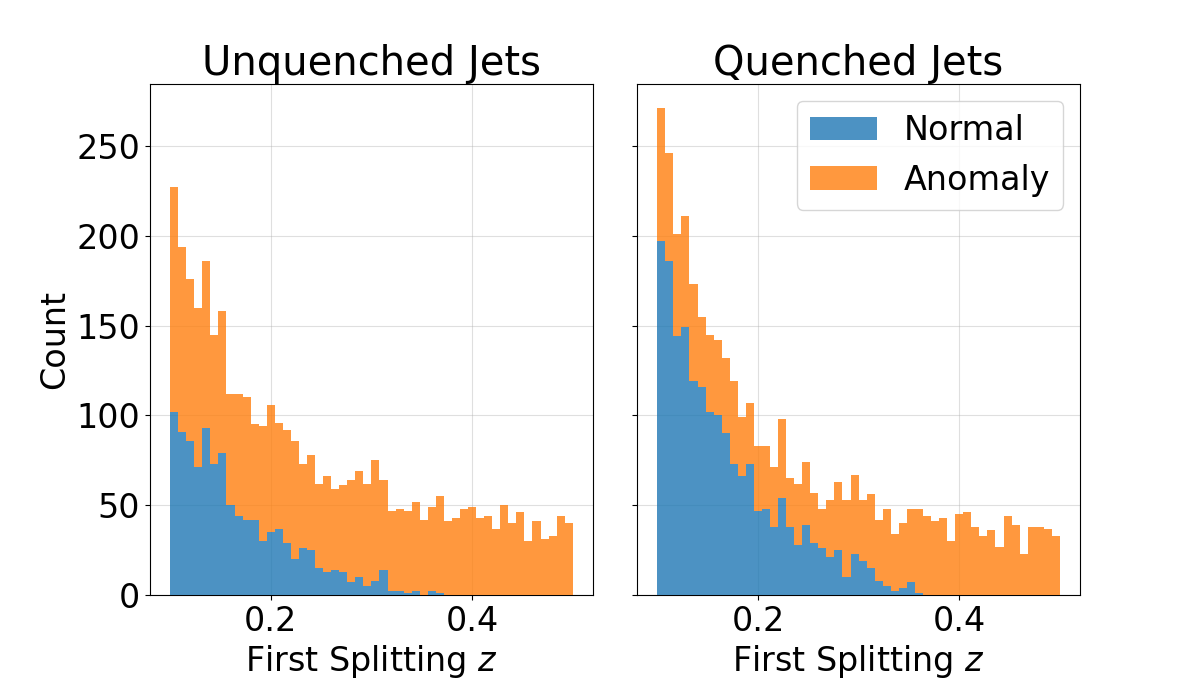 Unquenched Jets
Quenched Jets
Count
250
200
150
100
50
0
0.2
0.4
First Splitting z
Normal
Anomaly
0.2
0.4
First Splitting z